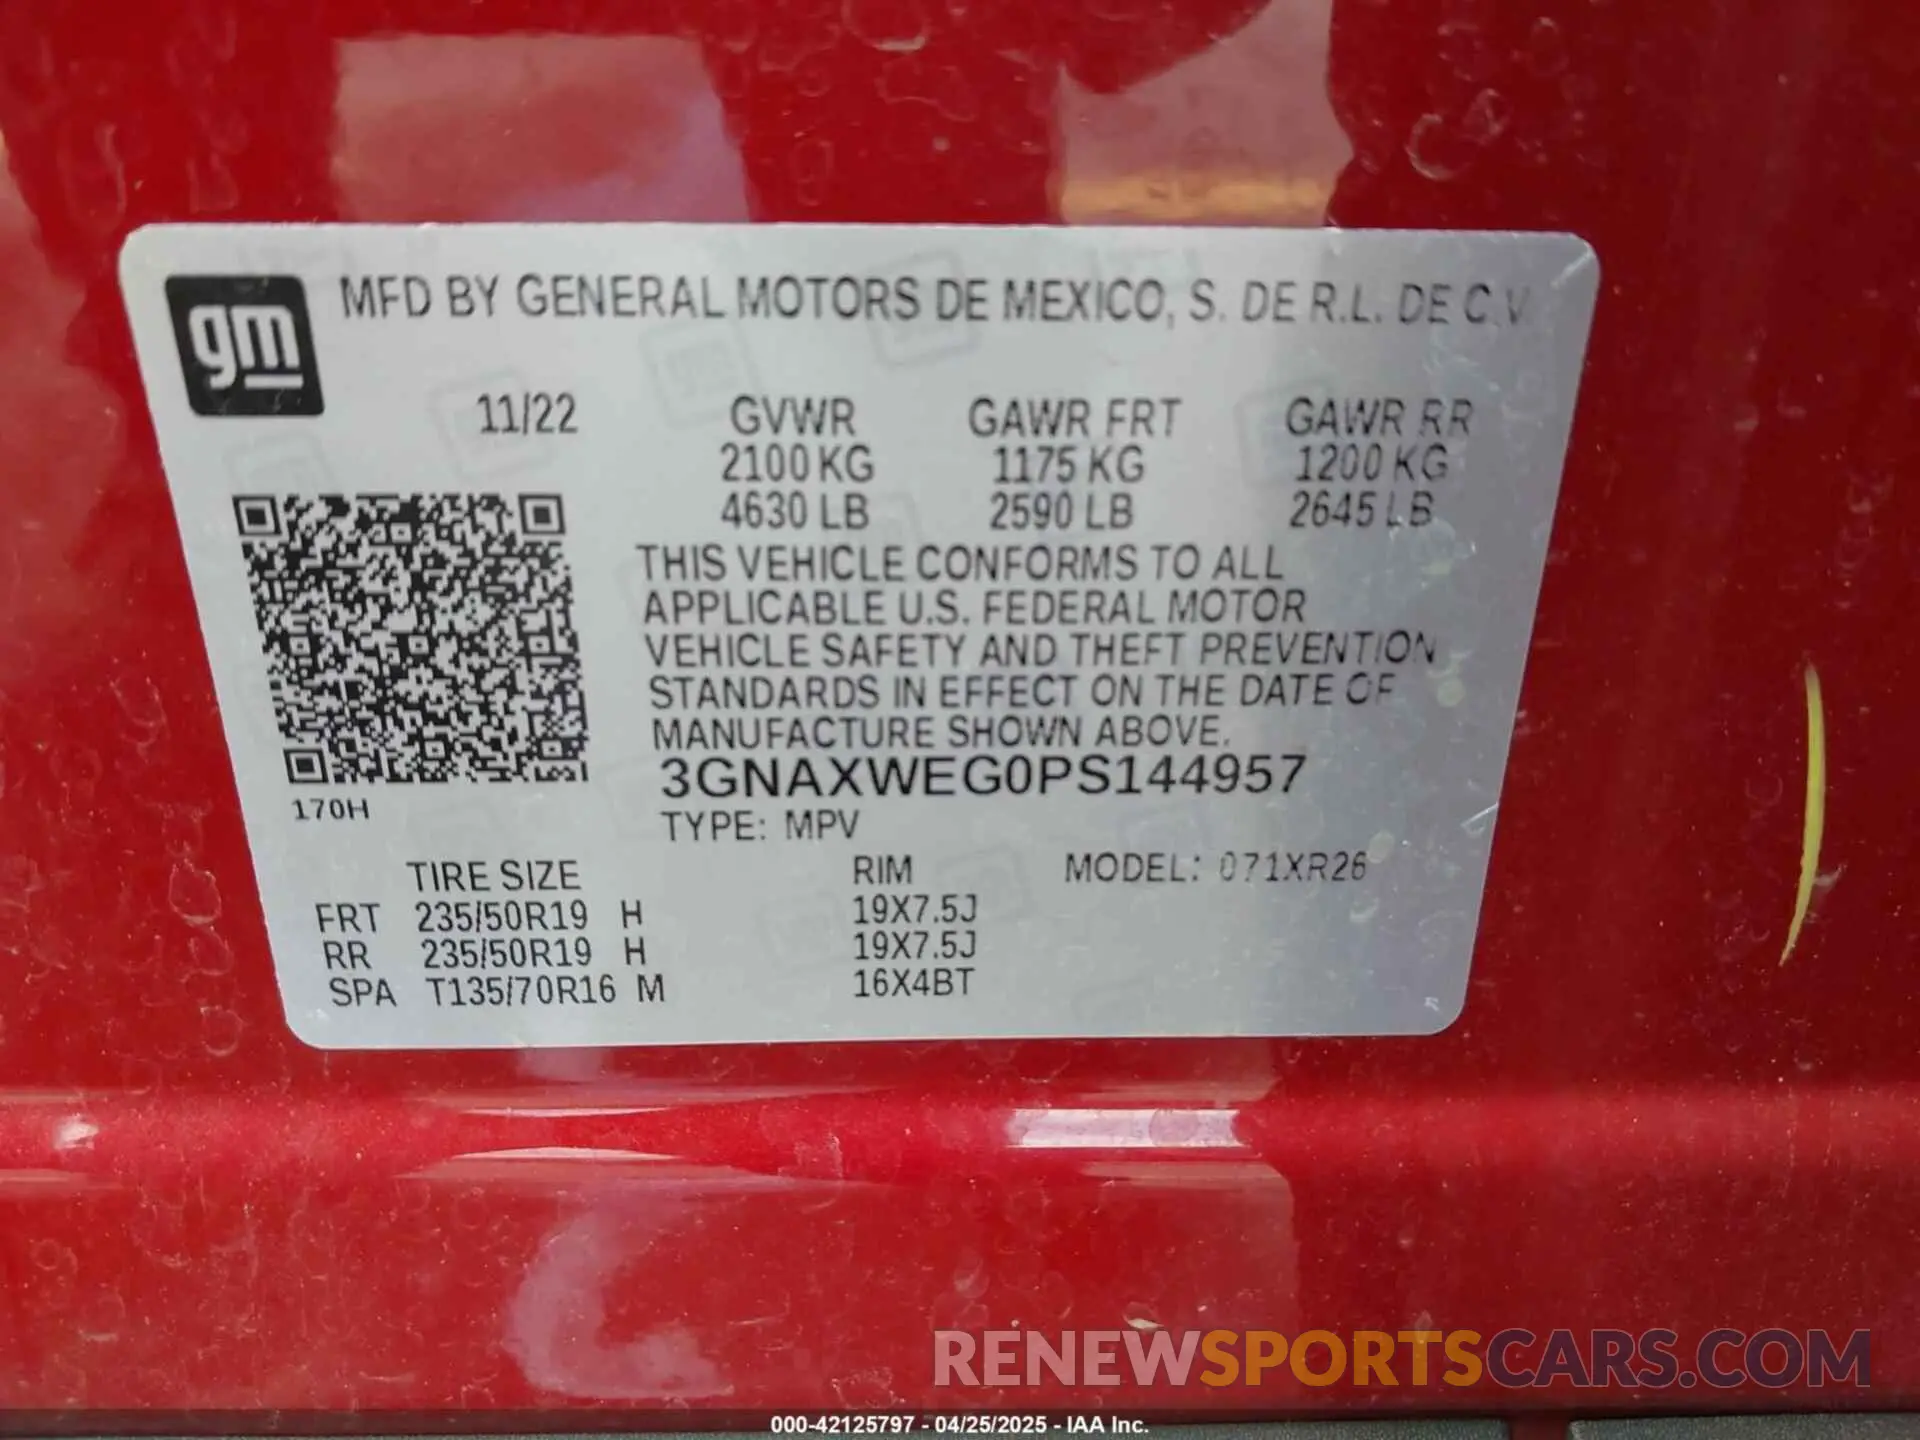 gm
MFD BY GENERAL MOTORS DE MEXICO, S. DE R.L. DE C.V.
11/22 GVWR GAWR FRT GAWR RR
2100 KG 1175 KG 1200 KG
4630 LB 2590 LB 2645 LB
THIS VEHICLE CONFORMS TO ALL
APPLICABLE U.S. FEDERAL MOTOR
VEHICLE SAFETY AND THEFT PREVENTION
STANDARDS IN EFFECT ON THE DATE OF
MANUFACTURE SHOWN ABOVE.
3GNAXWEG0PS144957
170H
TYPE: MPV
TIRE SIZE RIM MODEL: 071XR26
FRT 235/50R19 H 19X7.5J
RR 235/50R19 H 19X7.5J
SPA T135/70R16 M 16X4BT
RENEWSPORTSCARS.COM
000-42125797 - 04/25/2025 - IAA Inc.